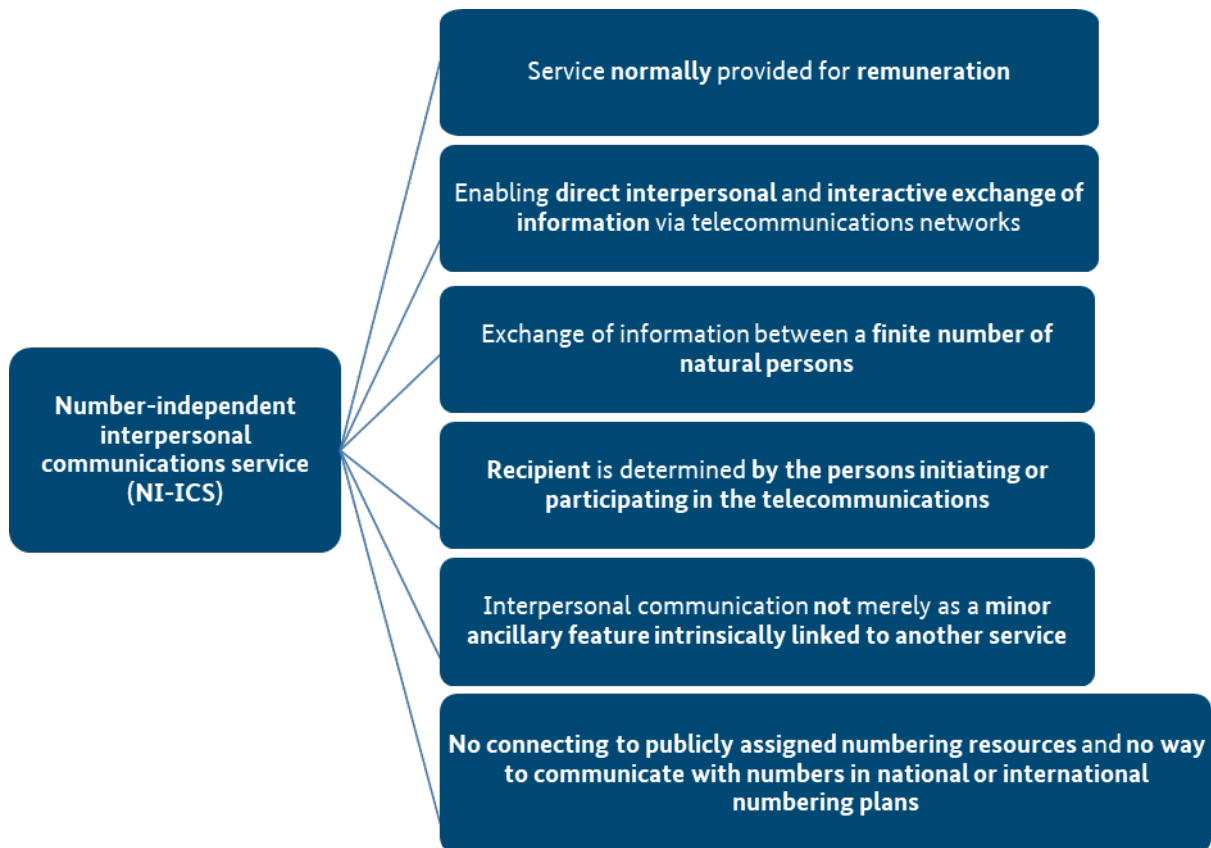 Service normally provided for remuneration
Enabling direct interpersonal and interactive exchange of
information via telecommunications networks
Exchange of information between a finite number of
natural persons
Number-independent
interpersonal
communications service
(NI-ICS)
Recipient is determined by the persons initiating or
participating in the telecommunications
Interpersonal communication not merely as a minor
ancillary feature intrinsically linked to another service
No connecting to publicly assigned numbering resources and no way
to communicate with numbers in national or international
numbering plans